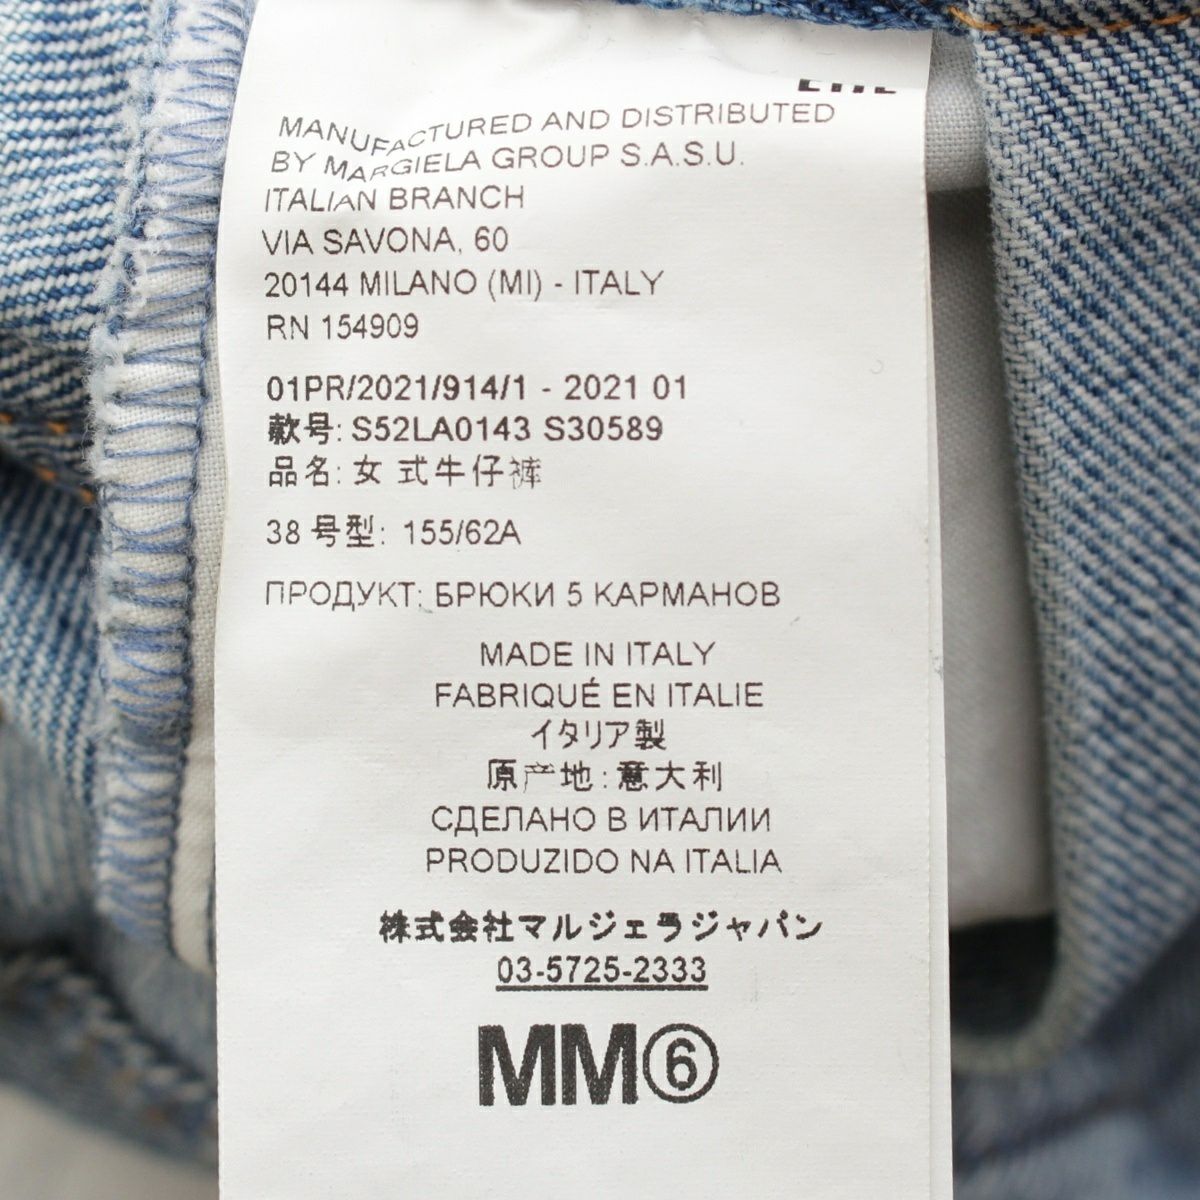 MANUFACTURED AND DISTRIBUTED
BY MARGIELA GROUP S.A.S.U.
ITALIAN BRANCH
VIA SAVONA, 60
20144 MILANO (MI) - ITALY
RN 154909
01PR/2021/914/1 - 2021 01
款号: S52LA0143 S30589
品名: 女 式牛仔裤
38 号型: 155/62A
ПРОДУКТ: БРЮКИ 5 КАРМАНОВ
MADE IN ITALY
FABRIQUÉ EN ITALIE
イタリア製
原产地: 意大利
СДЕЛАНО В ИТАЛИИ
PRODUZIDO NA ITALIA
株式会社マルジェラジャパン
03-5725-2333
MM⑥